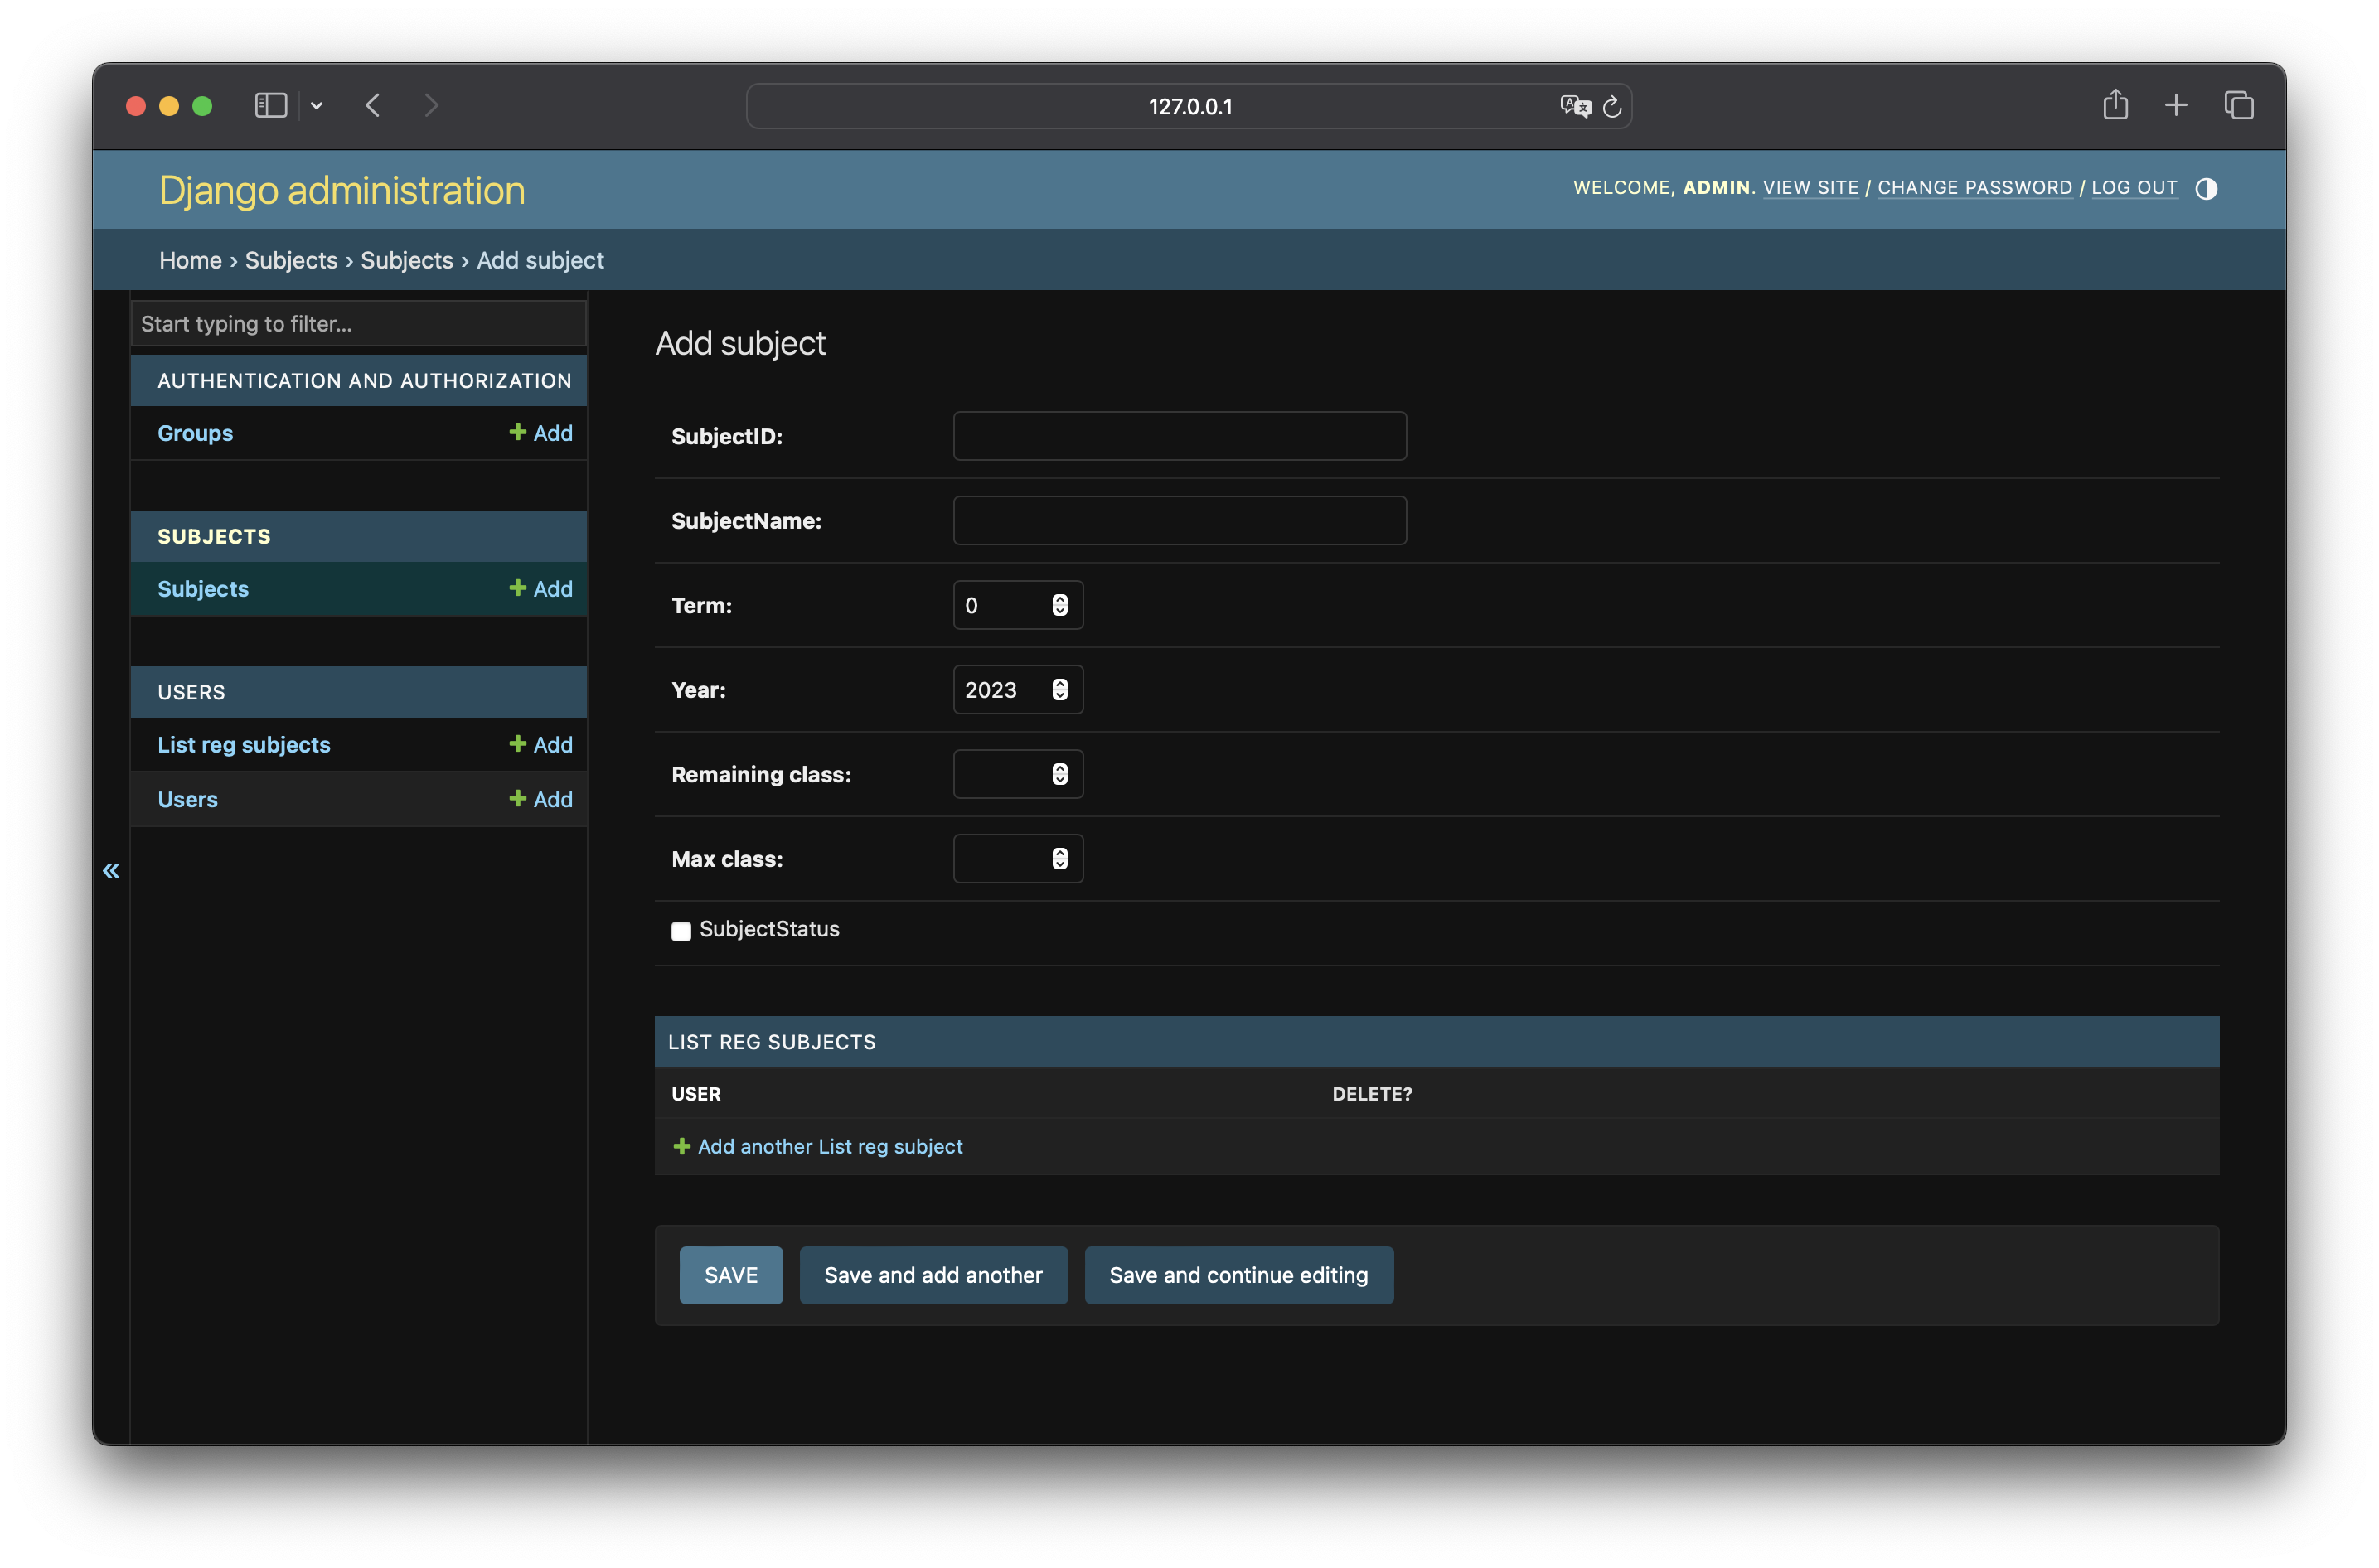 127.0.0.1
Django administration
WELCOME, ADMIN. VIEW SITE / CHANGE PASSWORD / LOG OUT
Home › Subjects › Subjects › Add subject
Start typing to filter...
AUTHENTICATION AND AUTHORIZATION
Groups + Add
SUBJECTS
Subjects + Add
USERS
List reg subjects + Add
Users + Add
«
Add subject
SubjectID:
SubjectName:
Term: 0
Year: 2023
Remaining class:
Max class:
SubjectStatus
LIST REG SUBJECTS
USER DELETE?
+ Add another List reg subject
SAVE Save and add another Save and continue editing